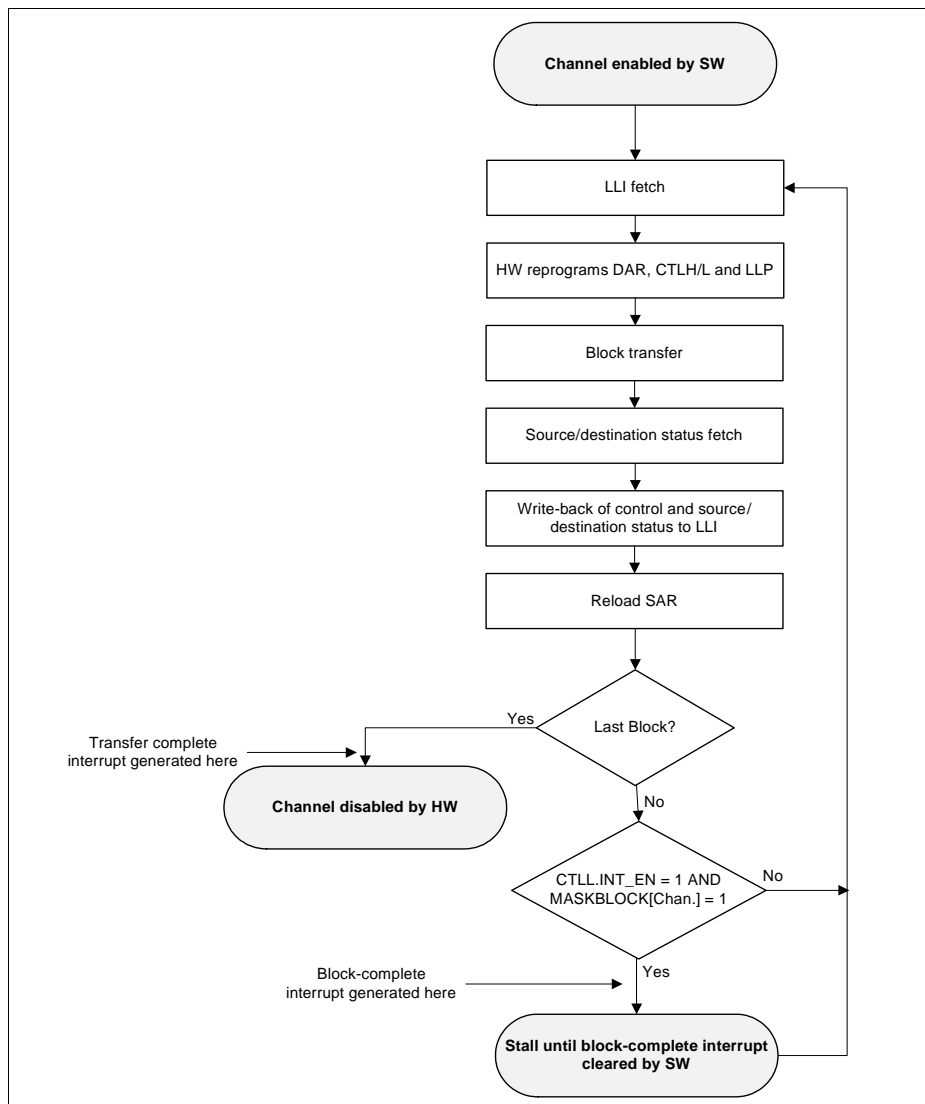 Channel enabled by SW
LLI fetch
HW reprograms DAR, CTLH/L and LLP
Block transfer
Source/destination status fetch
Write-back of control and source/
destination status to LLI
Reload SAR
Last Block?
Yes
Transfer complete
interrupt generated here
Channel disabled by HW
No
CTLL.INT_EN = 1 AND
MASKBLOCK[Chan.] = 1
No
Yes
Block-complete
interrupt generated here
Stall until block-complete interrupt
cleared by SW